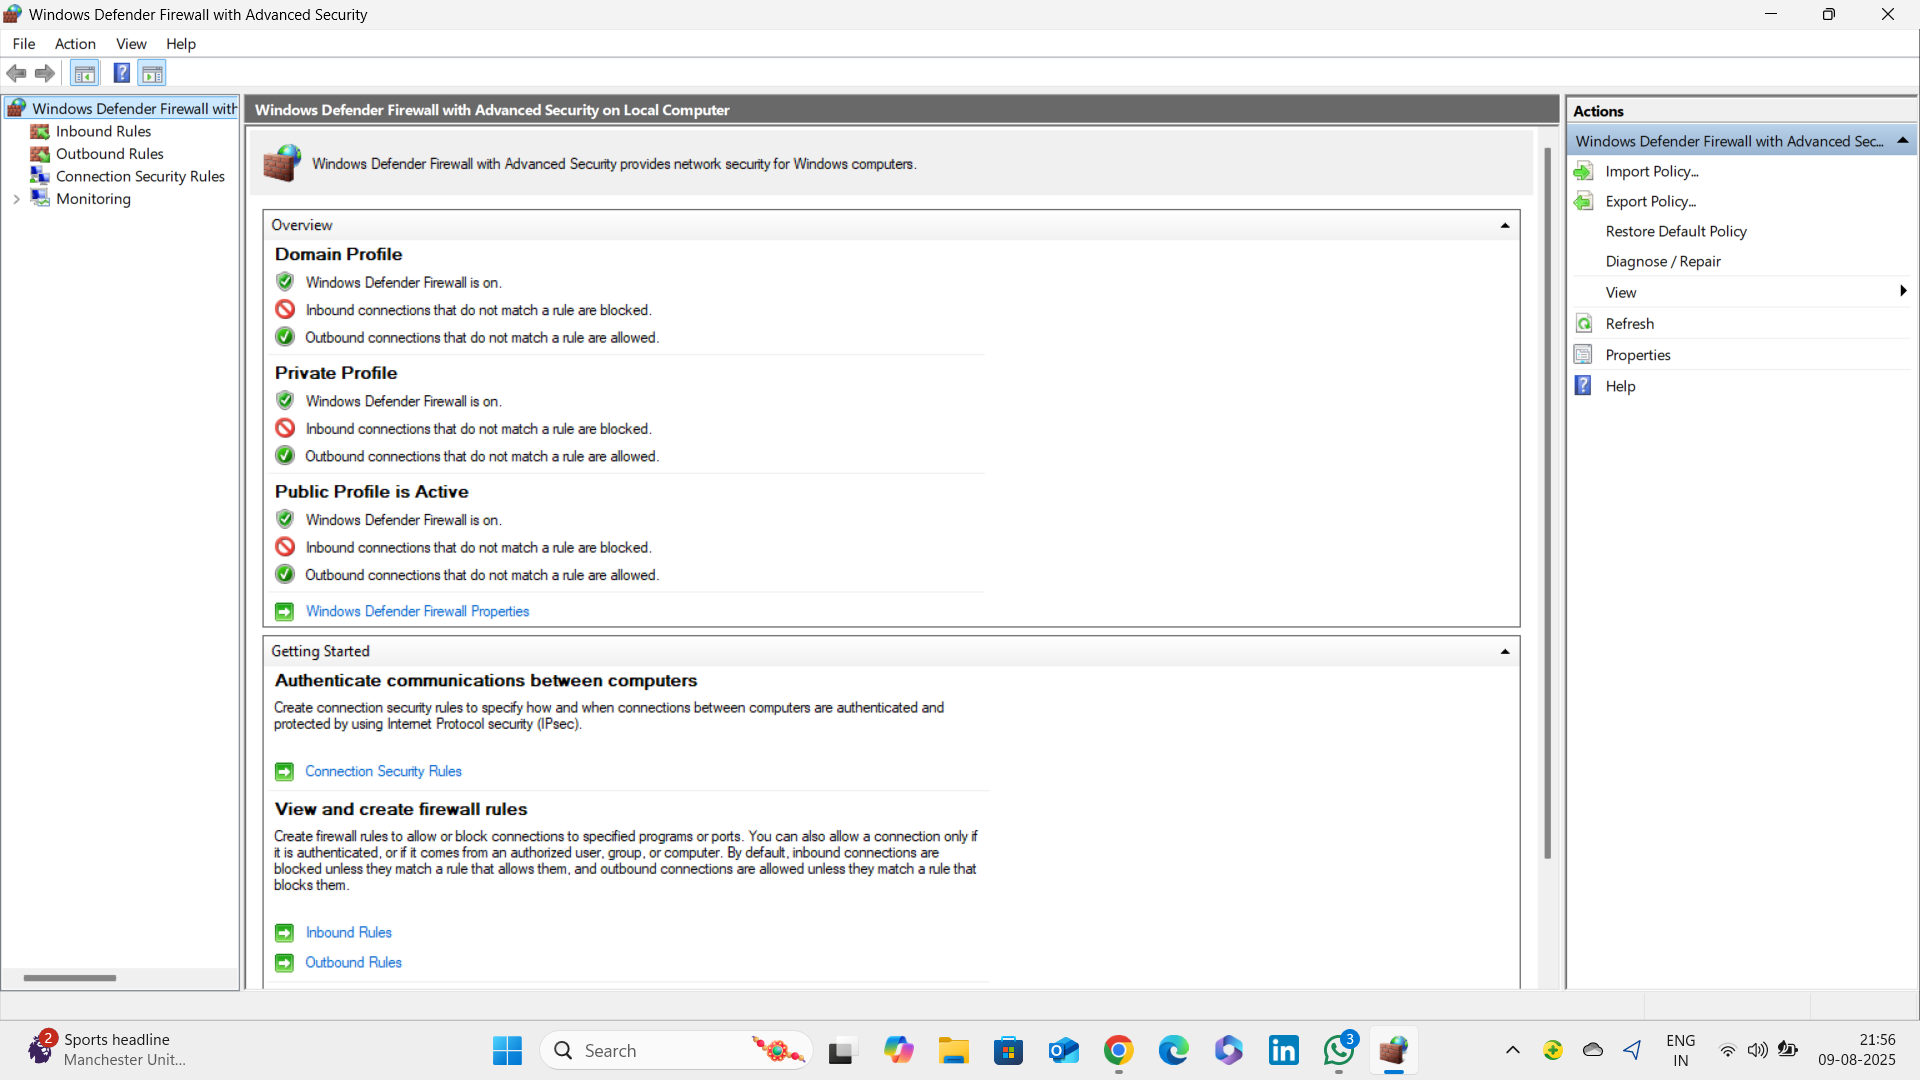 Windows Defender Firewall with Advanced Security
File Action View Help
Windows Defender Firewall with
Inbound Rules
Outbound Rules
Connection Security Rules
Monitoring
Windows Defender Firewall with Advanced Security on Local Computer
Windows Defender Firewall with Advanced Security provides network security for Windows computers.
Overview
Domain Profile
Windows Defender Firewall is on.
Inbound connections that do not match a rule are blocked.
Outbound connections that do not match a rule are allowed.
Private Profile
Windows Defender Firewall is on.
Inbound connections that do not match a rule are blocked.
Outbound connections that do not match a rule are allowed.
Public Profile is Active
Windows Defender Firewall is on.
Inbound connections that do not match a rule are blocked.
Outbound connections that do not match a rule are allowed.
Windows Defender Firewall Properties
Getting Started
Authenticate communications between computers
Create connection security rules to specify how and when connections between computers are authenticated and
protected by using Internet Protocol security (IPsec).
Connection Security Rules
View and create firewall rules
Create firewall rules to allow or block connections to specified programs or ports. You can also allow a connection only if
it is authenticated, or if it comes from an authorized user, group, or computer. By default, inbound connections are
blocked unless they match a rule that allows them, and outbound connections are allowed unless they match a rule that
blocks them.
Inbound Rules
Outbound Rules
Actions
Windows Defender Firewall with Advanced Sec...
Import Policy...
Export Policy...
Restore Default Policy
Diagnose / Repair
View
Refresh
Properties
Help
2
Sports headline
Manchester Unit...
Search
3
ENG
IN
21:56
09-08-2025